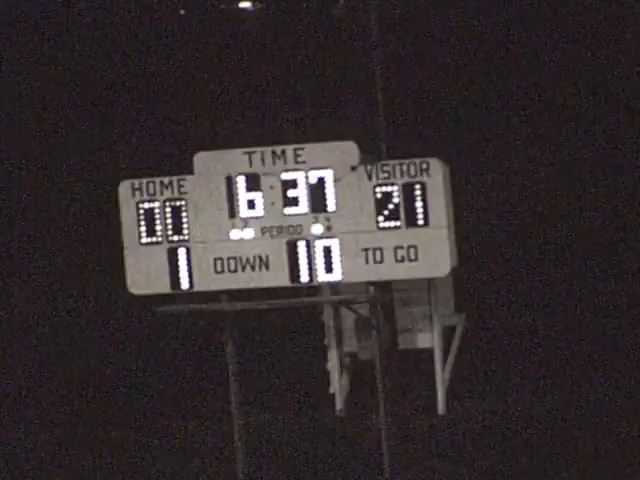 TIME
HOME 6:37 VISITOR
00 21
PERIOD
1 DOWN 10 TO GO